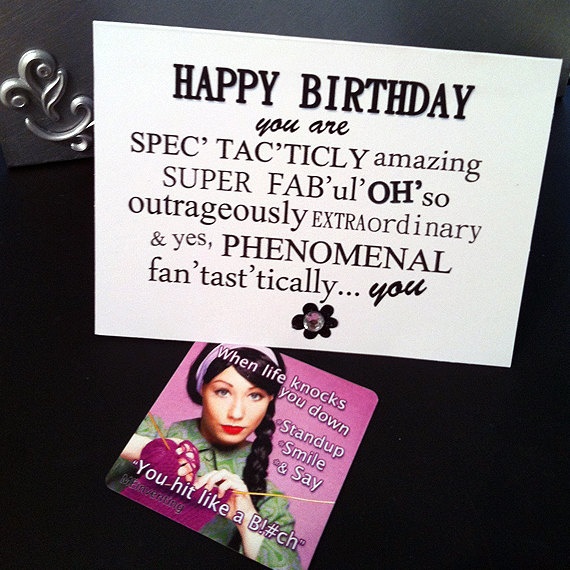 HAPPY BIRTHDAY
you are
SPEC' TAC'TICLY amazing
SUPER FAB'ul'OH'so
outrageously EXTRAordinary
& yes, PHENOMENAL
fan'tast'tically... you
When life knocks
you down
*Standup
*Smile
*& Say
"You hit like a B!#ch"